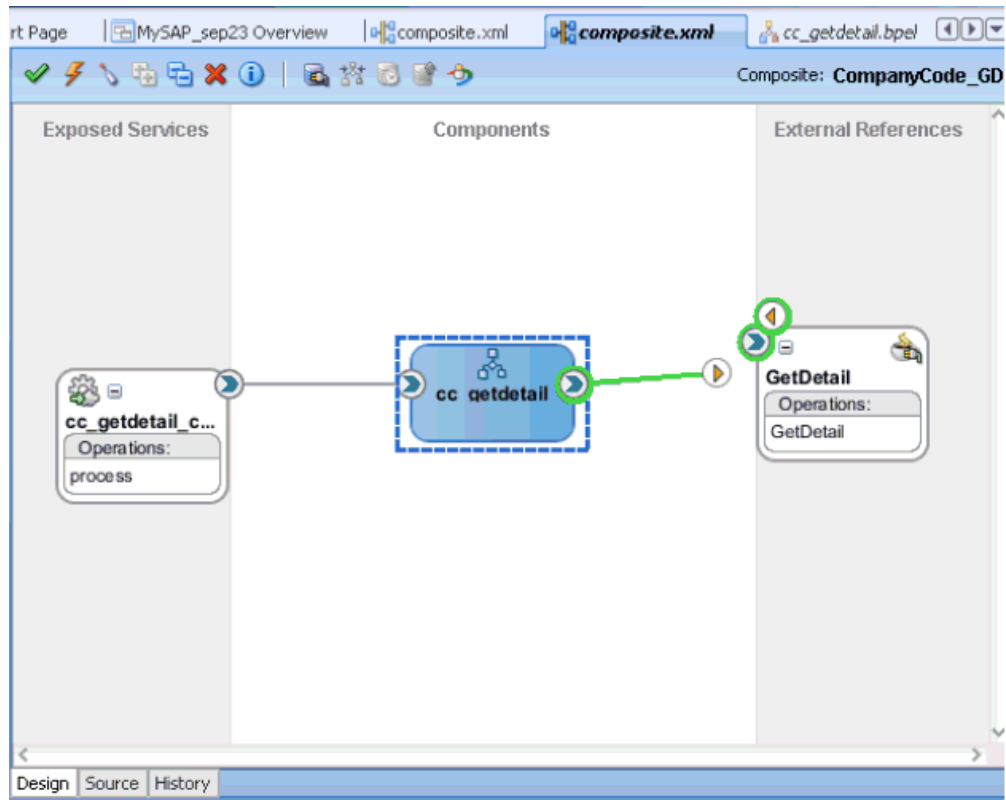 rt Page MySAP_sep23 Overview composite.xml composite.xml cc_getdetail.bpel
Composite: CompanyCode_GD
Exposed Services Components External References
cc_getdetail
GetDetail
Operations:
GetDetail
cc_getdetail_c...
Operations:
process
Design Source History